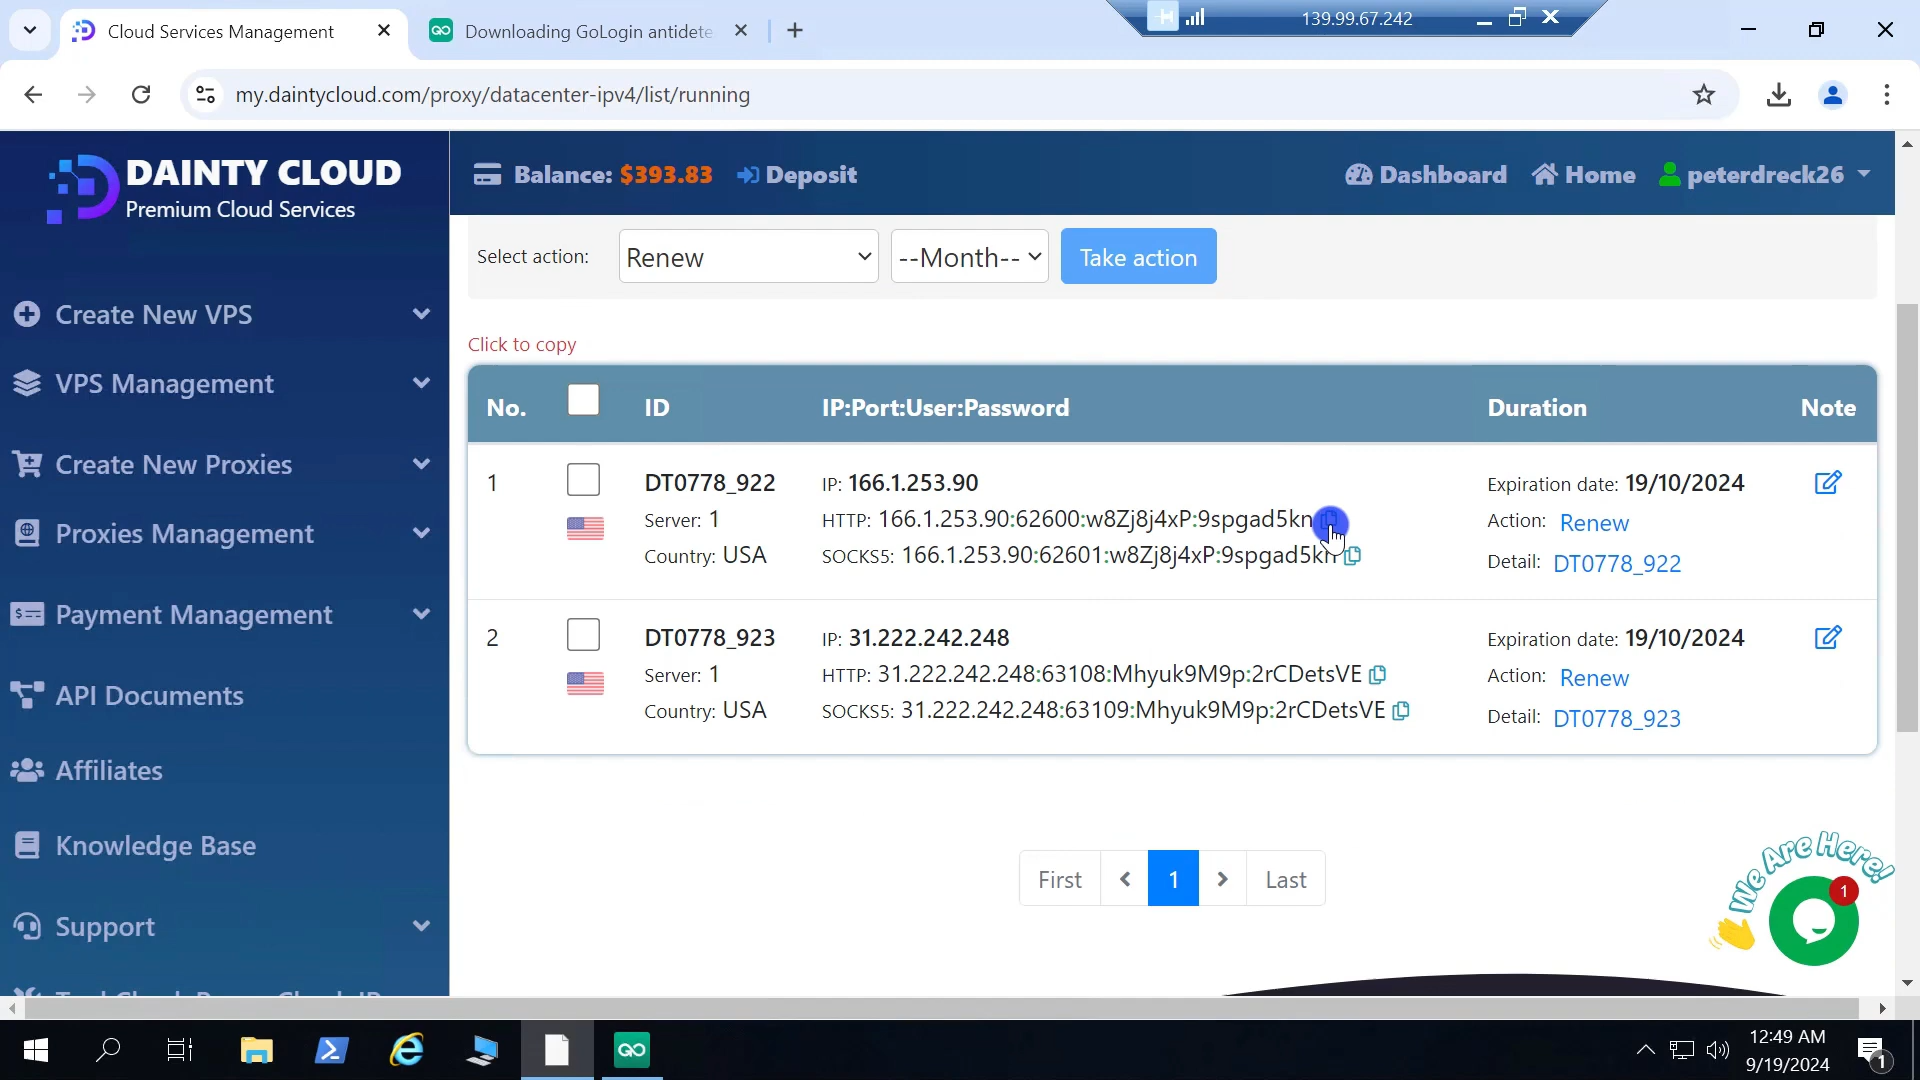 Cloud Services Management
Downloading GoLogin antidete
139.99.67.242
my.daintycloud.com/proxy/datacenter-ipv4/list/running
DAINTY CLOUD
Premium Cloud Services
Balance: $393.83
Deposit
Dashboard
Home
peterdreck26
Create New VPS
VPS Management
Create New Proxies
Proxies Management
Payment Management
API Documents
Affiliates
Knowledge Base
Support
Select action:
Renew
--Month--
Take action
Click to copy
No. ID IP:Port:User:Password Duration Note
1 DT0778_922 IP: 166.1.253.90 Expiration date: 19/10/2024
Server: 1 HTTP: 166.1.253.90:62600:w8Zj8j4xP:9spgad5kn Action: Renew
Country: USA SOCKS5: 166.1.253.90:62601:w8Zj8j4xP:9spgad5kn Detail: DT0778_922
2 DT0778_923 IP: 31.222.242.248 Expiration date: 19/10/2024
Server: 1 HTTP: 31.222.242.248:63108:Mhyuk9M9p:2rCDetsVE Action: Renew
Country: USA SOCKS5: 31.222.242.248:63109:Mhyuk9M9p:2rCDetsVE Detail: DT0778_923
First 1 Last
We Are Here!
1
GO
12:49 AM
9/19/2024
1